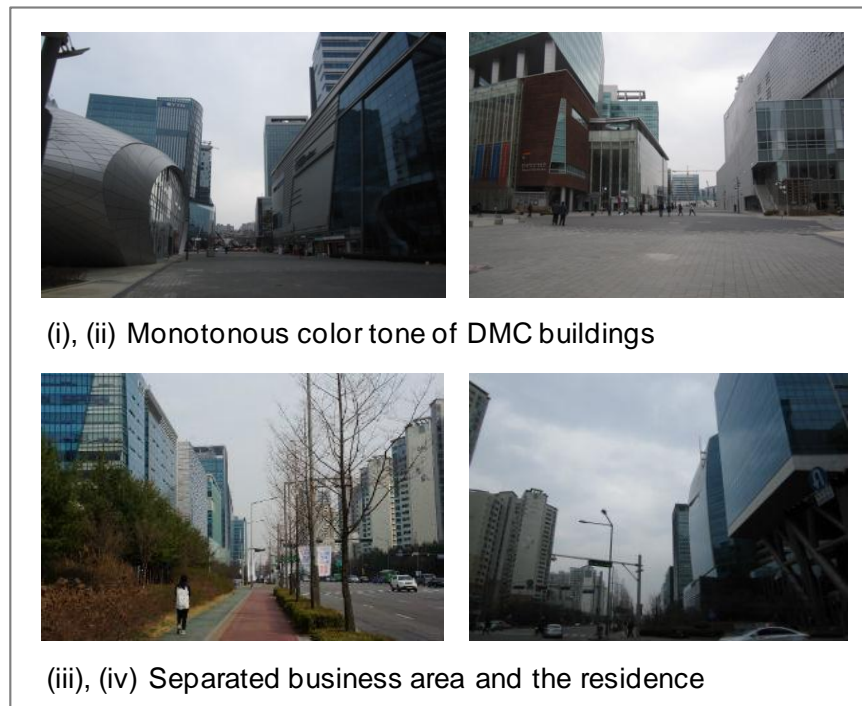 (i), (ii) Monotonous color tone of DMC buildings
(iii), (iv) Separated business area and the residence